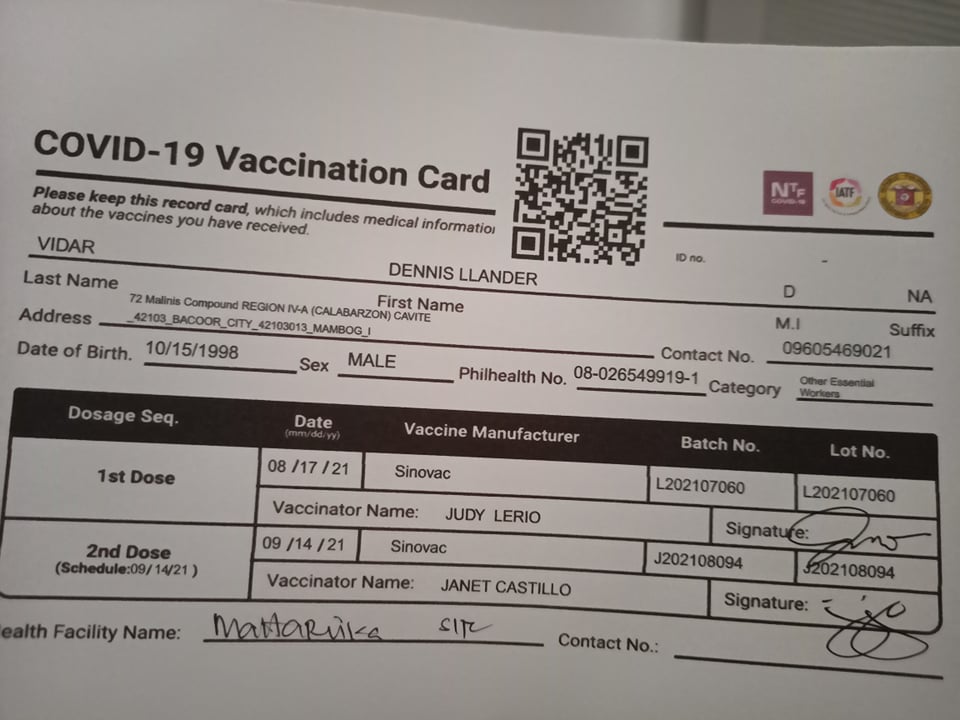 COVID-19 Vaccination Card
Please keep this record card, which includes medical informatio
about the vaccines you have received.
NTF
COVID-19
IATF
ID no. -
VIDAR DENNIS LLANDER D NA
Last Name First Name M.I Suffix
Address 72 Malinis Compound REGION IV-A (CALABARZON) CAVITE
_42103_BACOOR_CITY_42103013_MAMBOG_I
Contact No. 09605469021
Date of Birth. 10/15/1998 Sex MALE Philhealth No. 08-026549919-1 Category Other Essential
Workers
Dosage Seq. Date Vaccine Manufacturer Batch No. Lot No.
(mm/dd/yy)
1st Dose 08 /17 / 21 Sinovac L202107060 L202107060
Vaccinator Name: JUDY LERIO Signature:
2nd Dose 09 /14 / 21 Sinovac J202108094 J202108094
(Schedule:09/ 14/21 )
Vaccinator Name: JANET CASTILLO Signature:
ealth Facility Name: Contact No.: